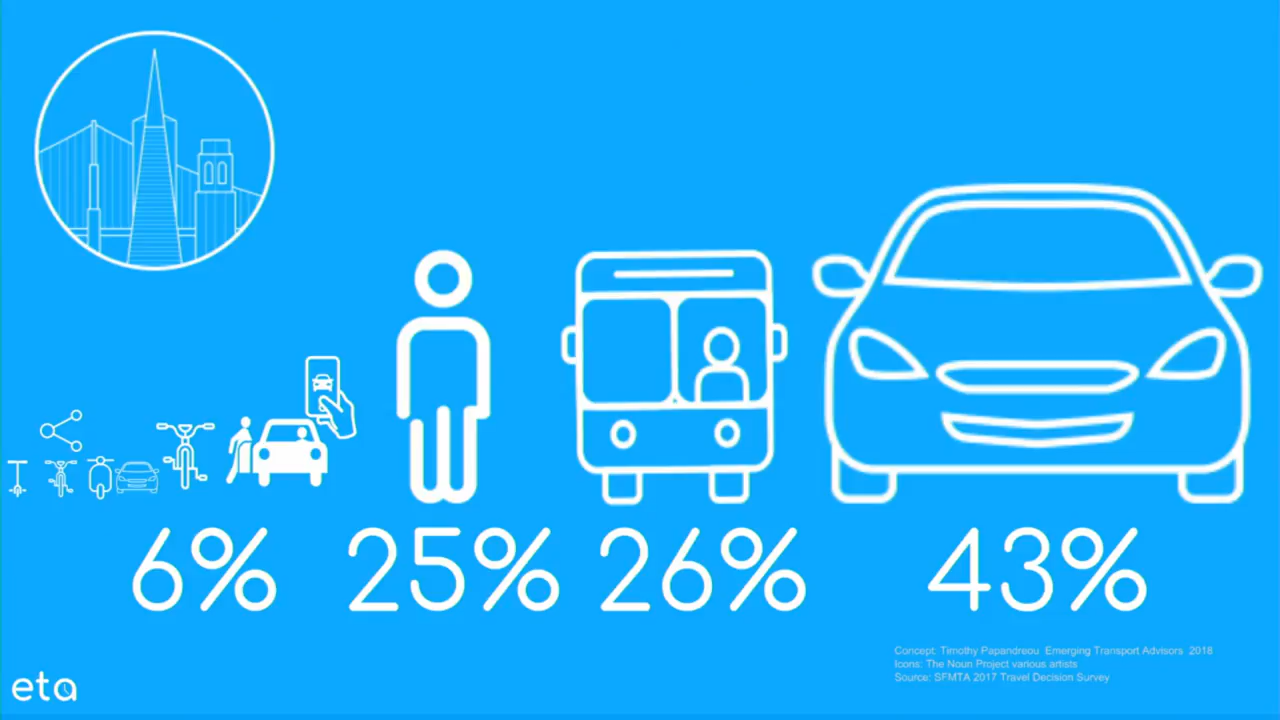 6% 25% 26% 43%
Concept: Timothy Papandreou Emerging Transport Advisors 2018
Icons: The Noun Project various artists
Source: SFMTA 2017 Travel Decision Survey
eta